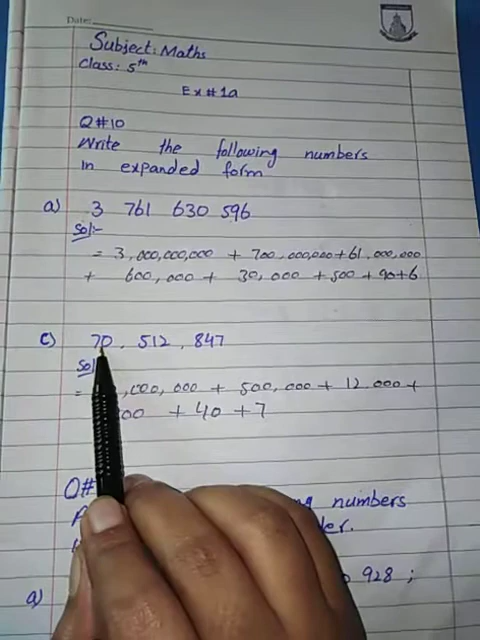 Date:
Subject: Maths
Class: 5th
Ex # 1a
Q # 10
Write the following numbers
in expanded form
a) 3 761 630 596
Sol:-
= 3,000,000,000 + 700,000,000 + 61,000,000
+ 600,000 + 30,000 + 500 + 90 + 6
c) 70, 512, 847
Sol
,000,000 + 500,000 + 12 000 +
00 + 40 + 7
Q#
numbers
928 ;
a)